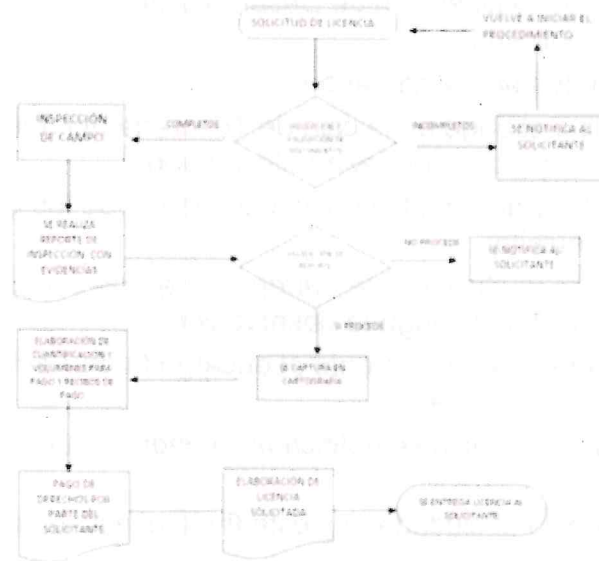 SOLICITUD DE LICENCIA
VUELVE A INICIAR EL
PROCEDIMIENTO
INSPECCIÓN
DE CAMPO
COMPLETOS
INCOMPLETOS
SE NOTIFICA AL
SOLICITANTE
SE REALIZA
REPORTE DE
INSPECCIÓN CON
EVIDENCIAS
NO PROCEDE
SE NOTIFICA AL
SOLICITANTE
SI PROCEDE
ELABORACIÓN DE
CUANTIFICACIÓN Y
VOLUMENES PARA
PAGO Y RECIBOS DE
PAGO
SE CAPTURA EN
CARTOGRAFIA
PAGO DE
DERECHOS POR
PARTE DEL
SOLICITANTE
ELABORACIÓN DE
LICENCIA
SOLICITADA
SE ENTREGA LICENCIA AL
SOLICITANTE